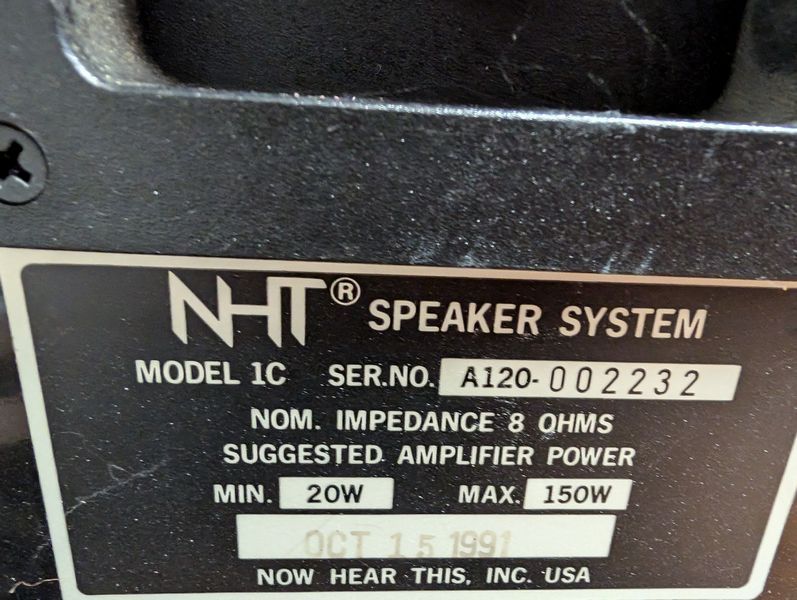 NHT® SPEAKER SYSTEM
MODEL 1C SER.NO. A120-002232
NOM. IMPEDANCE 8 OHMS
SUGGESTED AMPLIFIER POWER
MIN. 20W MAX. 150W
OCT 15 1991
NOW HEAR THIS, INC. USA